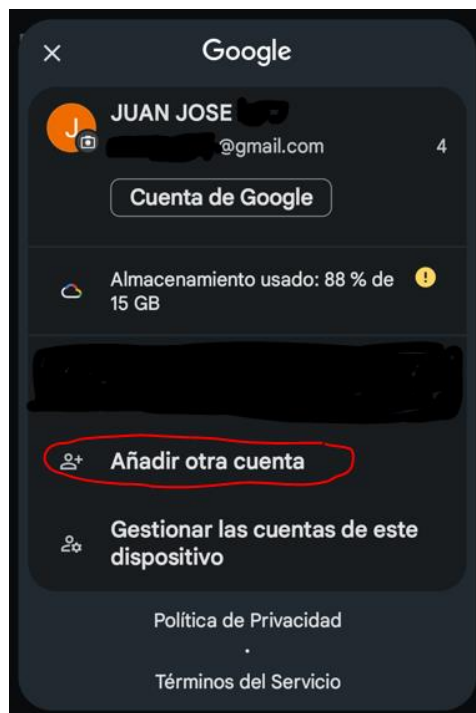 Google
JUAN JOSE
@gmail.com
4
Cuenta de Google
Almacenamiento usado: 88 % de
15 GB
Añadir otra cuenta
Gestionar las cuentas de este
dispositivo
Política de Privacidad
·
Términos del Servicio